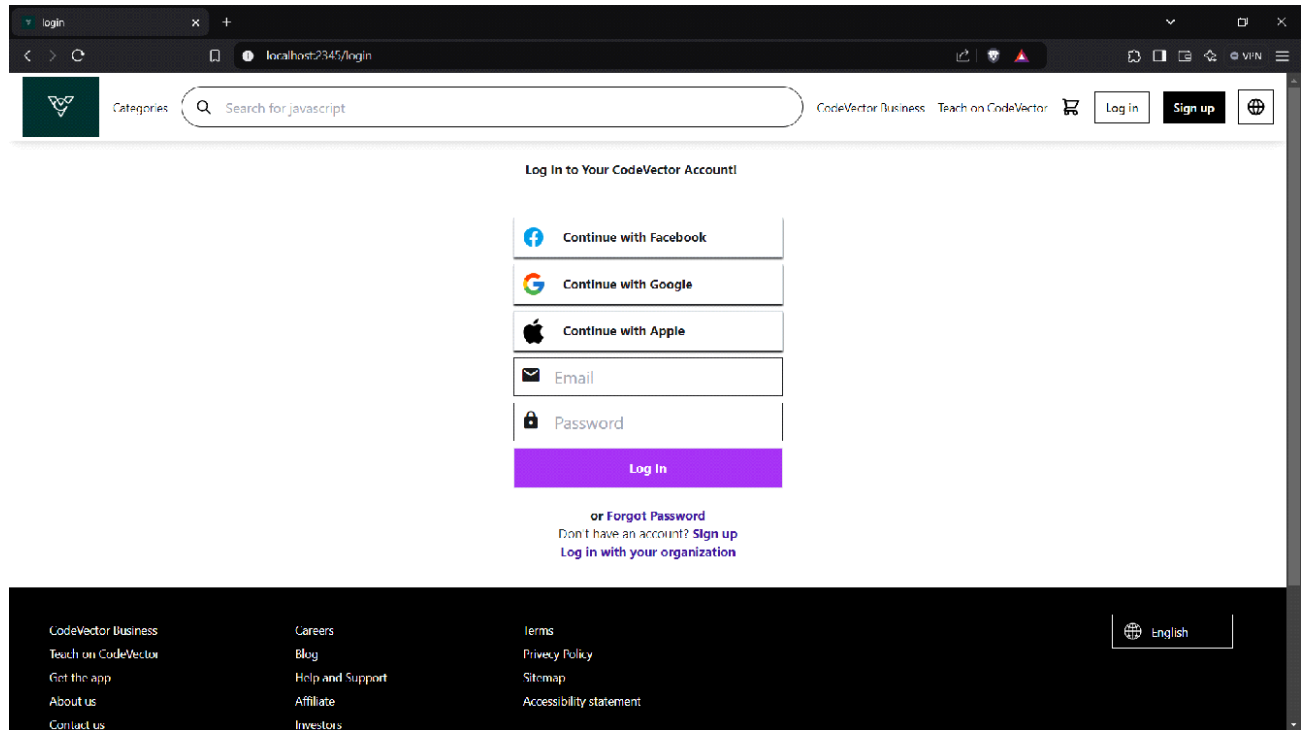 login
localhost:2345/login
VPN
Categories
Search for javascript
CodeVector Business
Teach on CodeVector
Log in
Sign up
Log In to Your CodeVector Account!
Continue with Facebook
Continue with Google
Continue with Apple
Email
Password
Log In
or Forgot Password
Don't have an account? Sign up
Log in with your organization
CodeVector Business
Careers
Terms
English
Teach on CodeVector
Blog
Privecy Policy
Get the app
Help and Support
Sitemap
About us
Affiliate
Accessibility statement
Contact us
Investors